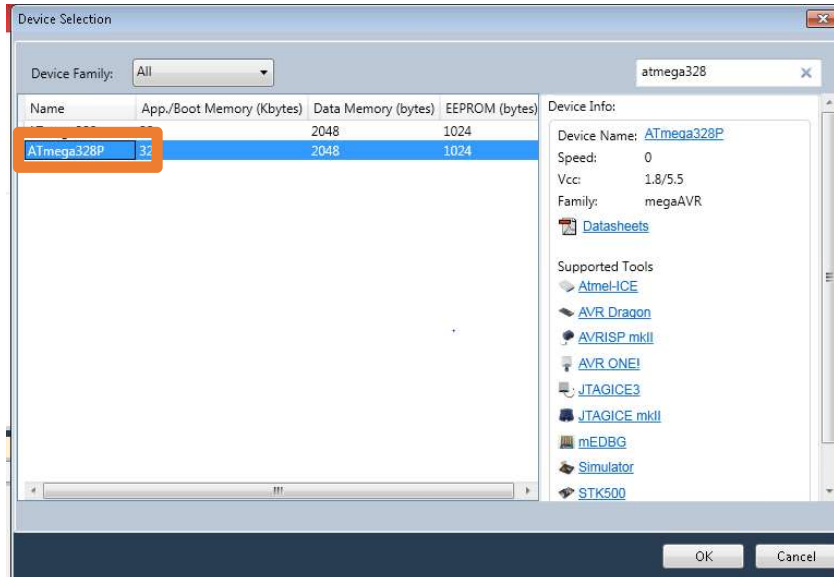 Device Selection
Device Family: All atmega328
Name App./Boot Memory (Kbytes) Data Memory (bytes) EEPROM (bytes)
2048 1024
ATmega328P 32 2048 1024
Device Info:
Device Name: ATmega328P
Speed: 0
Vcc: 1.8/5.5
Family: megaAVR
Datasheets
Supported Tools
Atmel-ICE
AVR Dragon
AVRISP mkII
AVR ONE!
JTAGICE3
JTAGICE mkII
mEDBG
Simulator
STK500
OK Cancel